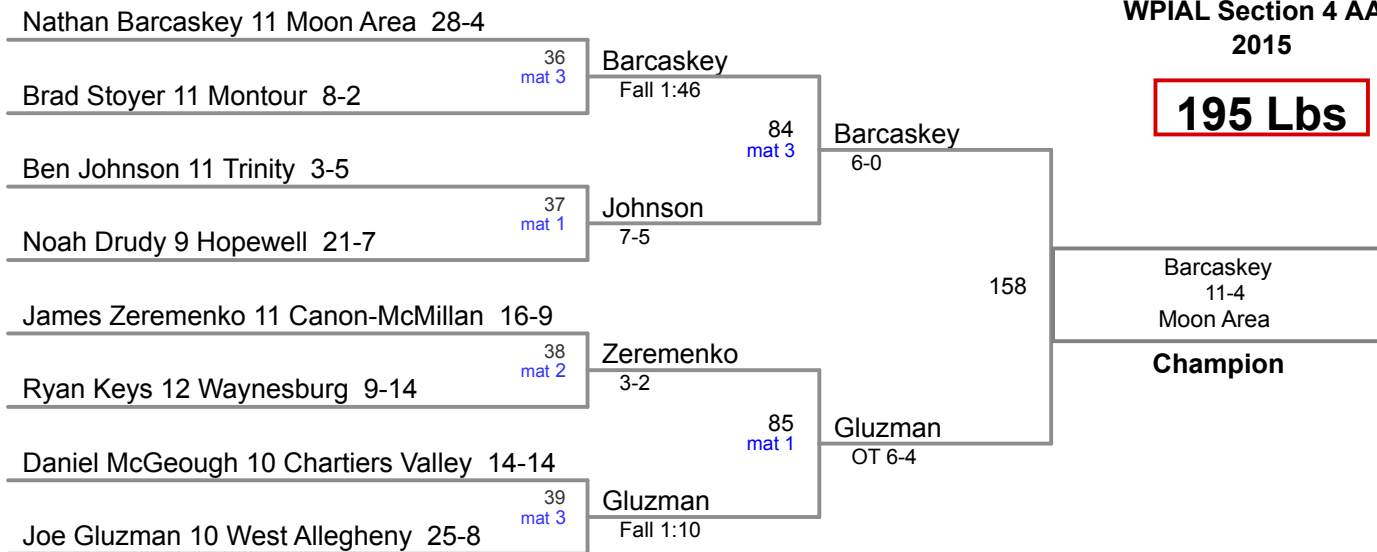 Nathan Barcaskey 11 Moon Area 28-4
36
mat 3
Brad Stoyer 11 Montour 8-2
Barcaskey
Fall 1:46
Ben Johnson 11 Trinity 3-5
37
mat 1
Noah Drudy 9 Hopewell 21-7
Johnson
7-5
84
mat 3
Barcaskey
6-0
James Zeremenko 11 Canon-McMillan 16-9
38
mat 2
Ryan Keys 12 Waynesburg 9-14
Zeremenko
3-2
Daniel McGeough 10 Chartiers Valley 14-14
39
mat 3
Joe Gluzman 10 West Allegheny 25-8
Gluzman
Fall 1:10
85
mat 1
Gluzman
OT 6-4
158
WPIAL Section 4 AA
2015
195 Lbs
Barcaskey
11-4
Moon Area
Champion